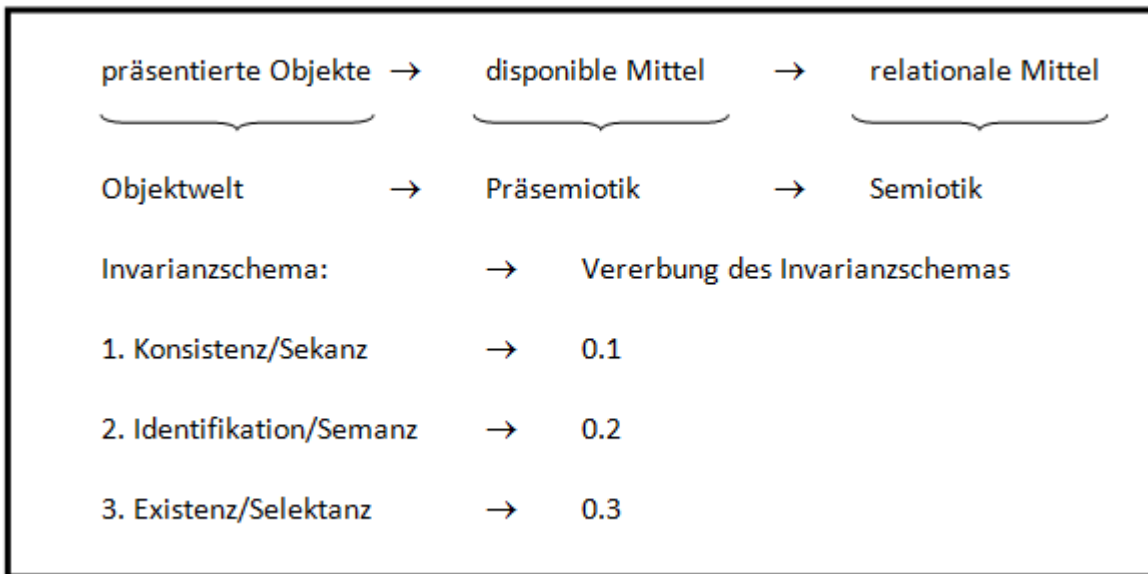 präsentierte Objekte → disponible Mittel → relationale Mittel
Objektwelt → Präsemiotik → Semiotik
Invarianzschema: → Vererbung des Invarianzschemas
1. Konsistenz/Sekanz → 0.1
2. Identifikation/Semanz → 0.2
3. Existenz/Selektanz → 0.3